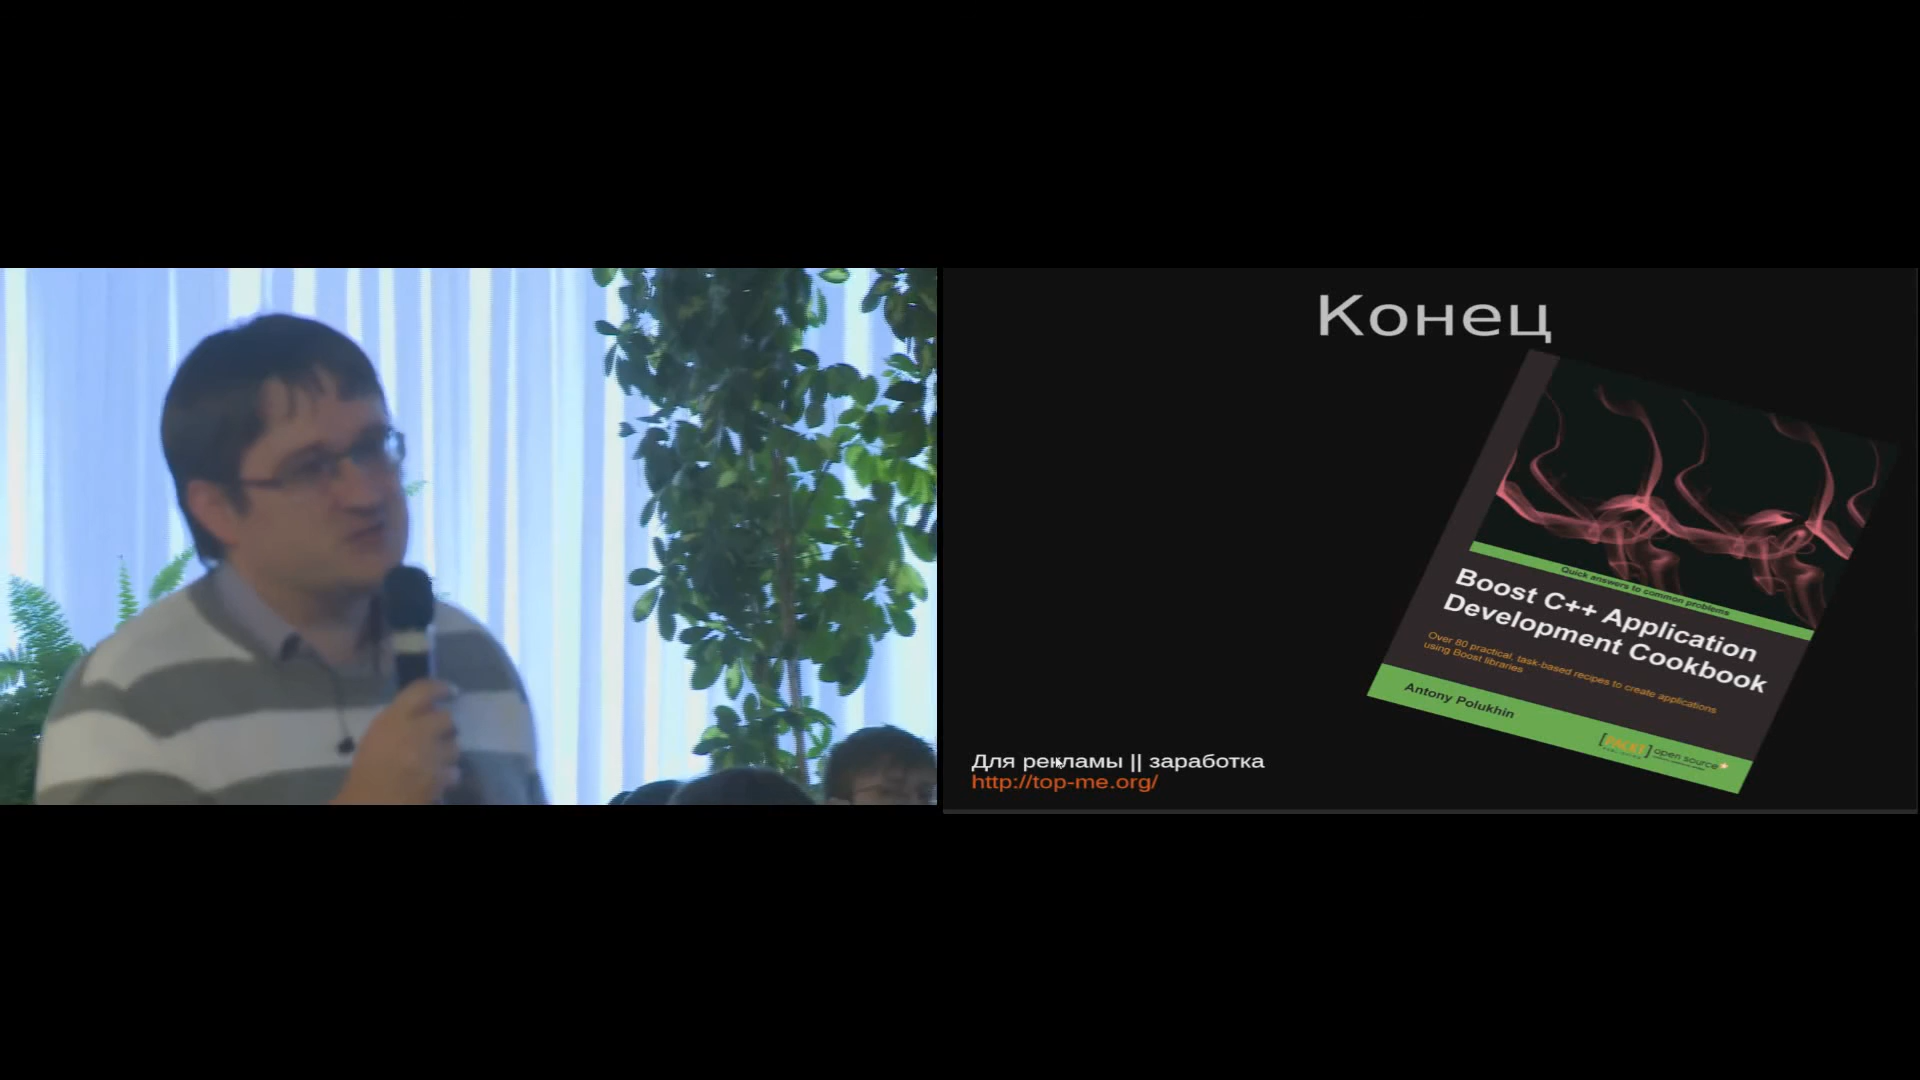 Конец
Quick answers to common problems
Boost C++ Application
Development Cookbook
Over 80 practical, task-based recipes to create applications
using Boost libraries
Antony Polukhin
[PACKT] open source
Для рекламы || заработка
http://top-me.org/